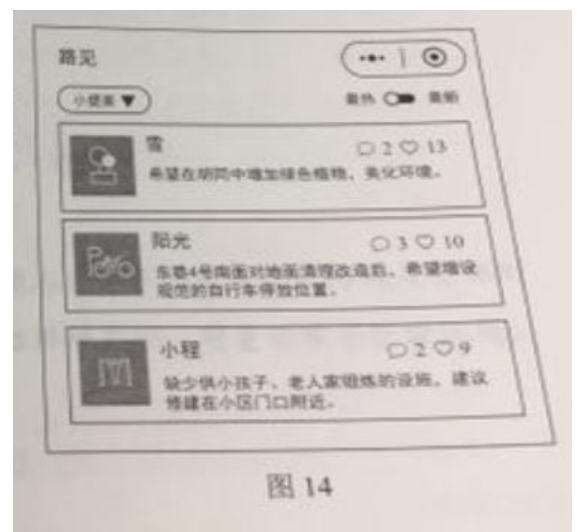 路见
小提案▼
最热 最新
雪 2 13
希望在胡同中增加绿色植物，美化环境。
阳光 3 10
东巷4号南面对地面清理改造后，希望增设
规范的自行车停放位置。
小程 2 9
缺少供小孩子、老人家锻炼的设施，建议
修建在小区门口附近。
图 14